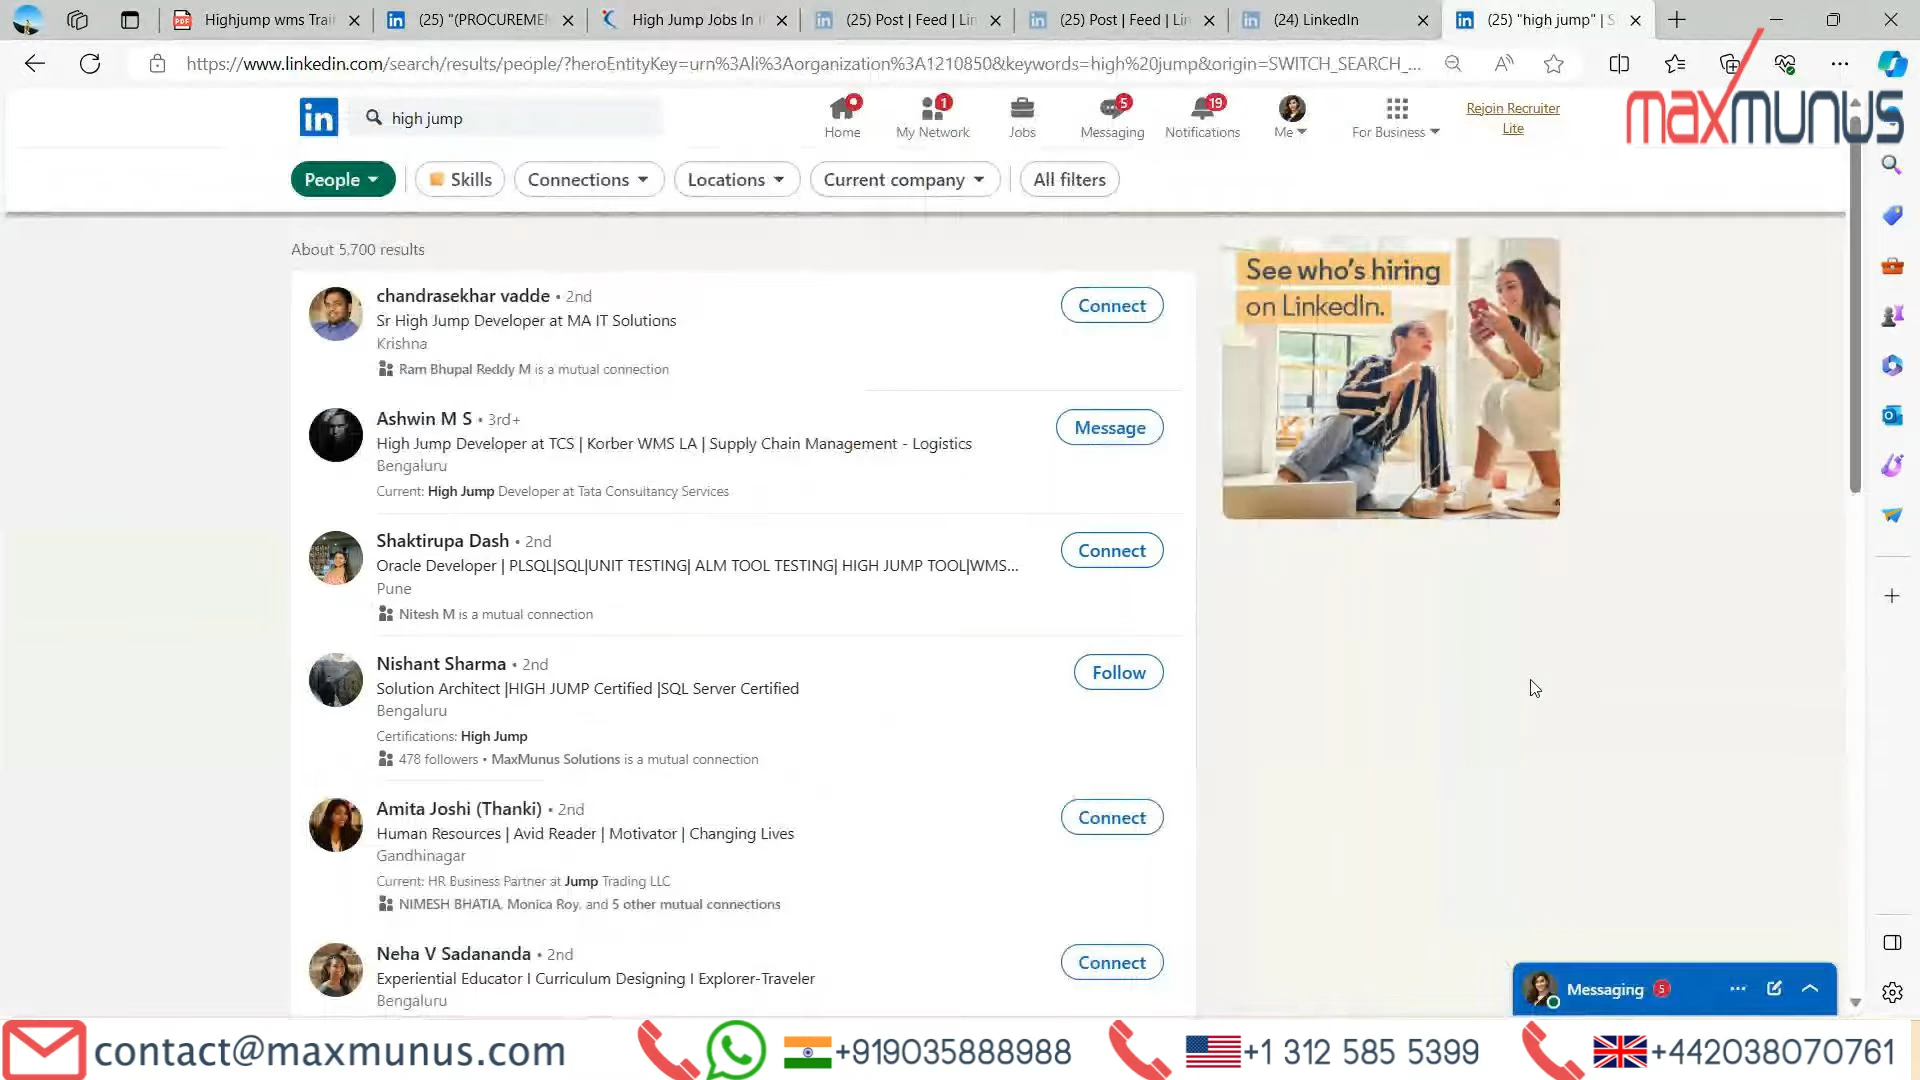 Highjump wms Trai
(25) "(PROCUREMEN
High Jump Jobs In
(25) Post | Feed | Lin
(25) Post | Feed | Lin
(24) LinkedIn
(25) "high jump" | S
https://www.linkedin.com/search/results/people/?heroEntityKey=urn%3Ali%3Aorganization%3A1210850&keywords=high%20jump&origin=SWITCH_SEARCH_...
in
high jump
Home
1
My Network
Jobs
5
Messaging
19
Notifications
Me
For Business
Rejoin Recruiter
Lite
maxmunus
People
Skills
Connections
Locations
Current company
All filters
About 5,700 results
chandrasekhar vadde • 2nd
Sr High Jump Developer at MA IT Solutions
Krishna
Ram Bhupal Reddy M is a mutual connection
Connect
Ashwin M S • 3rd+
High Jump Developer at TCS | Korber WMS LA | Supply Chain Management - Logistics
Bengaluru
Current: High Jump Developer at Tata Consultancy Services
Message
Shaktirupa Dash • 2nd
Oracle Developer | PLSQL|SQL|UNIT TESTING| ALM TOOL TESTING| HIGH JUMP TOOL|WMS...
Pune
Nitesh M is a mutual connection
Connect
Nishant Sharma • 2nd
Solution Architect |HIGH JUMP Certified |SQL Server Certified
Bengaluru
Certifications: High Jump
478 followers • MaxMunus Solutions is a mutual connection
Follow
Amita Joshi (Thanki) • 2nd
Human Resources | Avid Reader | Motivator | Changing Lives
Gandhinagar
Current: HR Business Partner at Jump Trading LLC
NIMESH BHATIA, Monica Roy, and 5 other mutual connections
Connect
Neha V Sadananda • 2nd
Experiential Educator I Curriculum Designing I Explorer-Traveler
Bengaluru
Connect
See who's hiring
on LinkedIn.
Messaging 5
contact@maxmunus.com
+919035888988
+1 312 585 5399
+442038070761